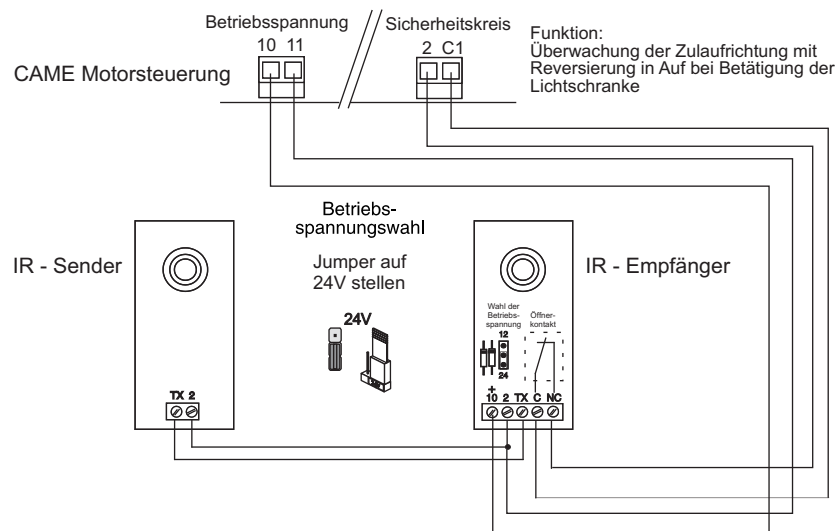 Betriebsspannung
10 11
Sicherheitskreis
2 C1
CAME Motorsteuerung
Funktion:
Überwachung der Zulaufrichtung mit
Reversierung in Auf bei Betätigung der
Lichtschranke
IR - Sender
TX 2
Betriebs-
spannungswahl
Jumper auf
24V stellen
24V
IR - Empfänger
Wahl der
Betriebs-
spannung
Öffner-
kontakt
12
24
+
10 2 TX C NC